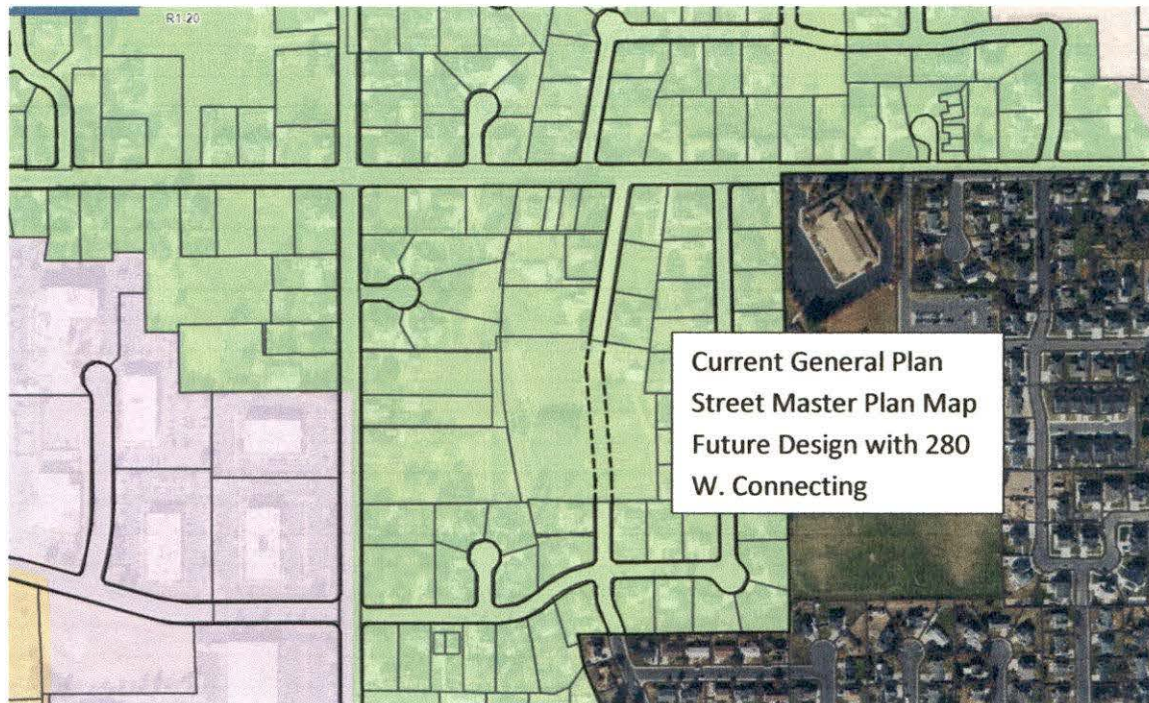 R1-20
Current General Plan
Street Master Plan Map
Future Design with 280
W. Connecting